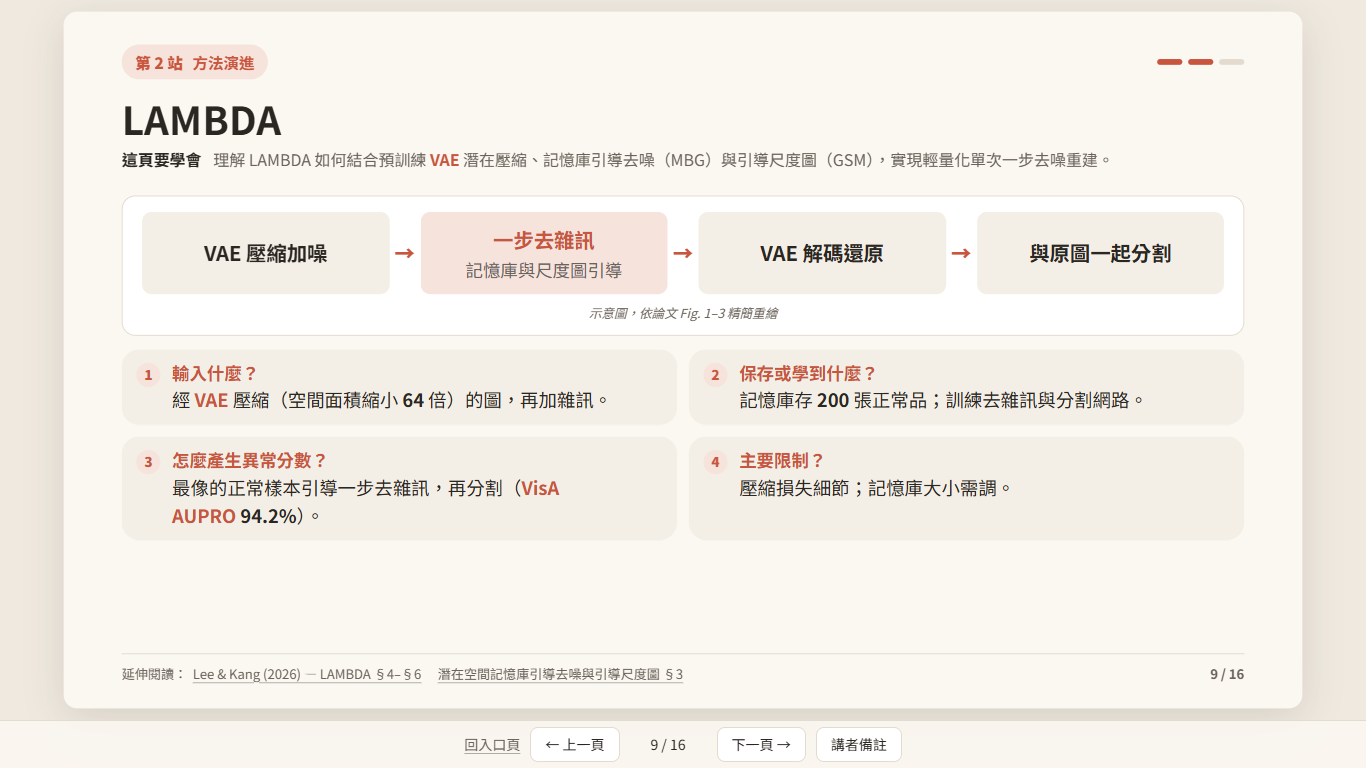 第 2 站 方法演進
LAMBDA
這頁要學會 理解 LAMBDA 如何結合預訓練 VAE 潛在壓縮、記憶庫引導去噪（MBG）與引導尺度圖（GSM），實現輕量化單次一步去噪重建。
VAE 壓縮加噪 → 一步去雜訊 → VAE 解碼還原 → 與原圖一起分割
記憶庫與尺度圖引導
示意圖，依論文 Fig. 1–3 精簡重繪
1 輸入什麼？
經 VAE 壓縮（空間面積縮小 64 倍）的圖，再加雜訊。
2 保存或學到什麼？
記憶庫存 200 張正常品；訓練去雜訊與分割網路。
3 怎麼產生異常分數？
最像的正常樣本引導一步去雜訊，再分割（VisA
AUPRO 94.2%）。
4 主要限制？
壓縮損失細節；記憶庫大小需調。
延伸閱讀： Lee & Kang (2026) — LAMBDA §4–§6 潛在空間記憶庫引導去噪與引導尺度圖 §3
9 / 16
回入口頁 ← 上一頁 9 / 16 下一頁 → 講者備註